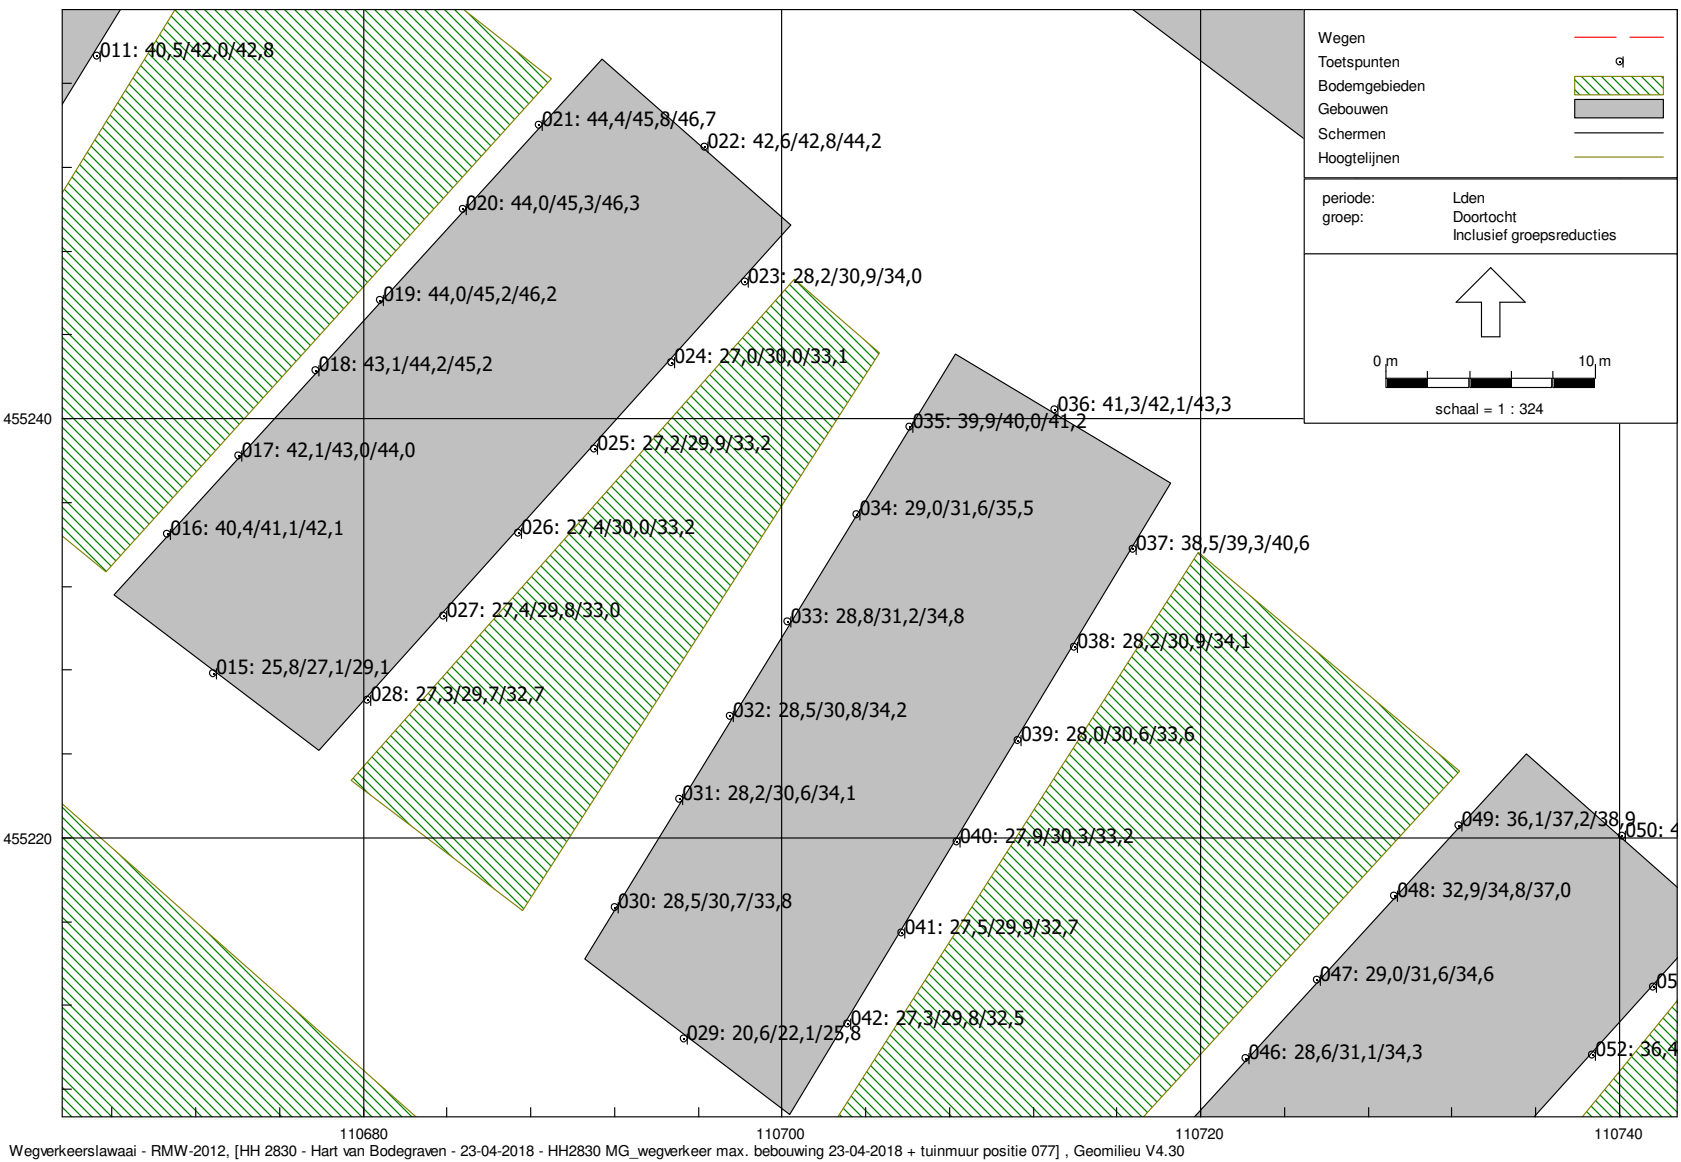 011: 40,5/42,0/42,8
021: 44,4/45,8/46,7
022: 42,6/42,8/44,2
020: 44,0/45,3/46,3
023: 28,2/30,9/34,0
019: 44,0/45,2/46,2
024: 27,0/30,0/33,1
018: 43,1/44,2/45,2
036: 41,3/42,1/43,3
035: 39,9/40,0/41,2
025: 27,2/29,9/33,2
017: 42,1/43,0/44,0
034: 29,0/31,6/35,5
026: 27,4/30,0/33,2
016: 40,4/41,1/42,1
037: 38,5/39,3/40,6
027: 27,4/29,8/33,0
033: 28,8/31,2/34,8
038: 28,2/30,9/34,1
015: 25,8/27,1/29,1
028: 27,3/29,7/32,7
032: 28,5/30,8/34,2
039: 28,0/30,6/33,6
031: 28,2/30,6/34,1
049: 36,1/37,2/38,9
050: 4
040: 27,9/30,3/33,2
048: 32,9/34,8/37,0
030: 28,5/30,7/33,8
041: 27,5/29,9/32,7
047: 29,0/31,6/34,6
05
042: 27,3/29,8/32,5
029: 20,6/22,1/25,8
046: 28,6/31,1/34,3
052: 36,4
Wegen
Toetspunten
Bodemgebieden
Gebouwen
Schermen
Hoogtelijnen
periode: Lden
groep: Doortocht
Inclusief groepsreducties
0 m 10 m
schaal = 1 : 324
455240
455220
110680 110700 110720 110740
Wegverkeerslawaai - RMW-2012, [HH 2830 - Hart van Bodegraven - 23-04-2018 - HH2830 MG_wegverkeer max. bebouwing 23-04-2018 + tuinmuur positie 077] , Geomilieu V4.30